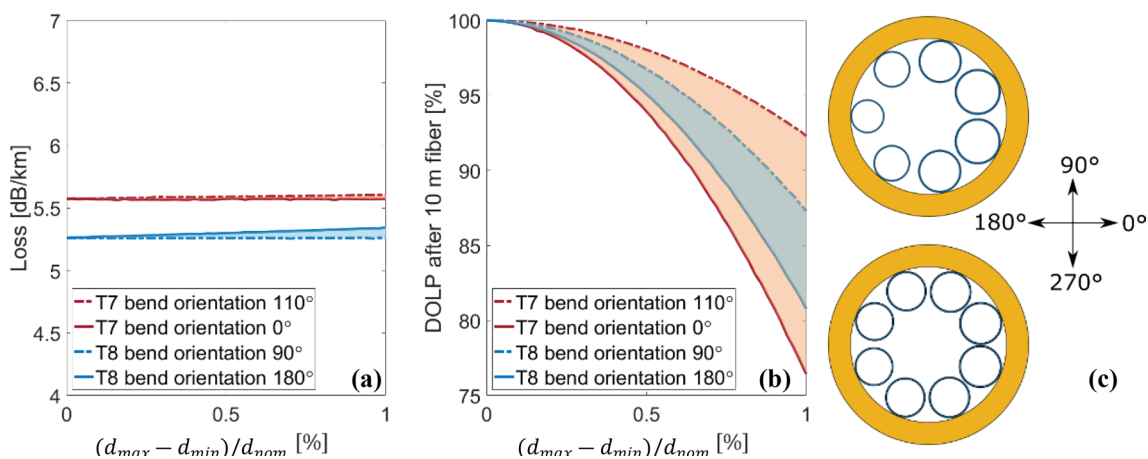 Loss [dB/km]
7
6.5
6
5.5
5
4.5
4
T7 bend orientation 110°
T7 bend orientation 0°
T8 bend orientation 90°
T8 bend orientation 180°
(a)
0
0.5
1
(d_max − d_min)/d_nom [%]
DOLP after 10 m fiber [%]
100
95
90
85
80
75
T7 bend orientation 110°
T7 bend orientation 0°
T8 bend orientation 90°
T8 bend orientation 180°
(b)
0
0.5
1
(d_max − d_min)/d_nom [%]
90°
180°
0°
270°
(c)